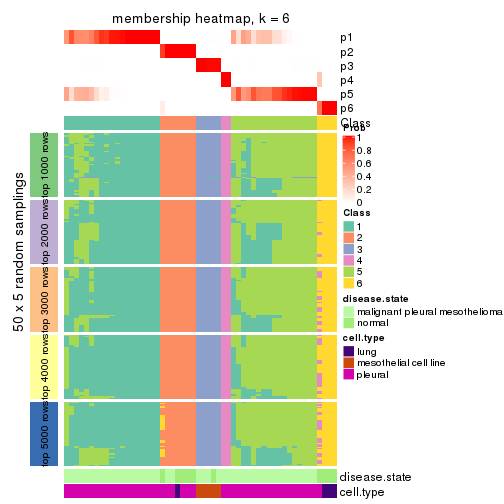 membership heatmap, k = 6
p1
p2
p3
p4
p5
p6
Class
50 x 5 random samplings
top 1000 rows
top 2000 rows
top 3000 rows
top 4000 rows
top 5000 rows
Prob
1
0.8
0.6
0.4
0.2
0
Class
1
2
3
4
5
6
disease.state
malignant pleural mesothelioma
normal
cell.type
lung
mesothelial cell line
pleural
disease.state
cell.type